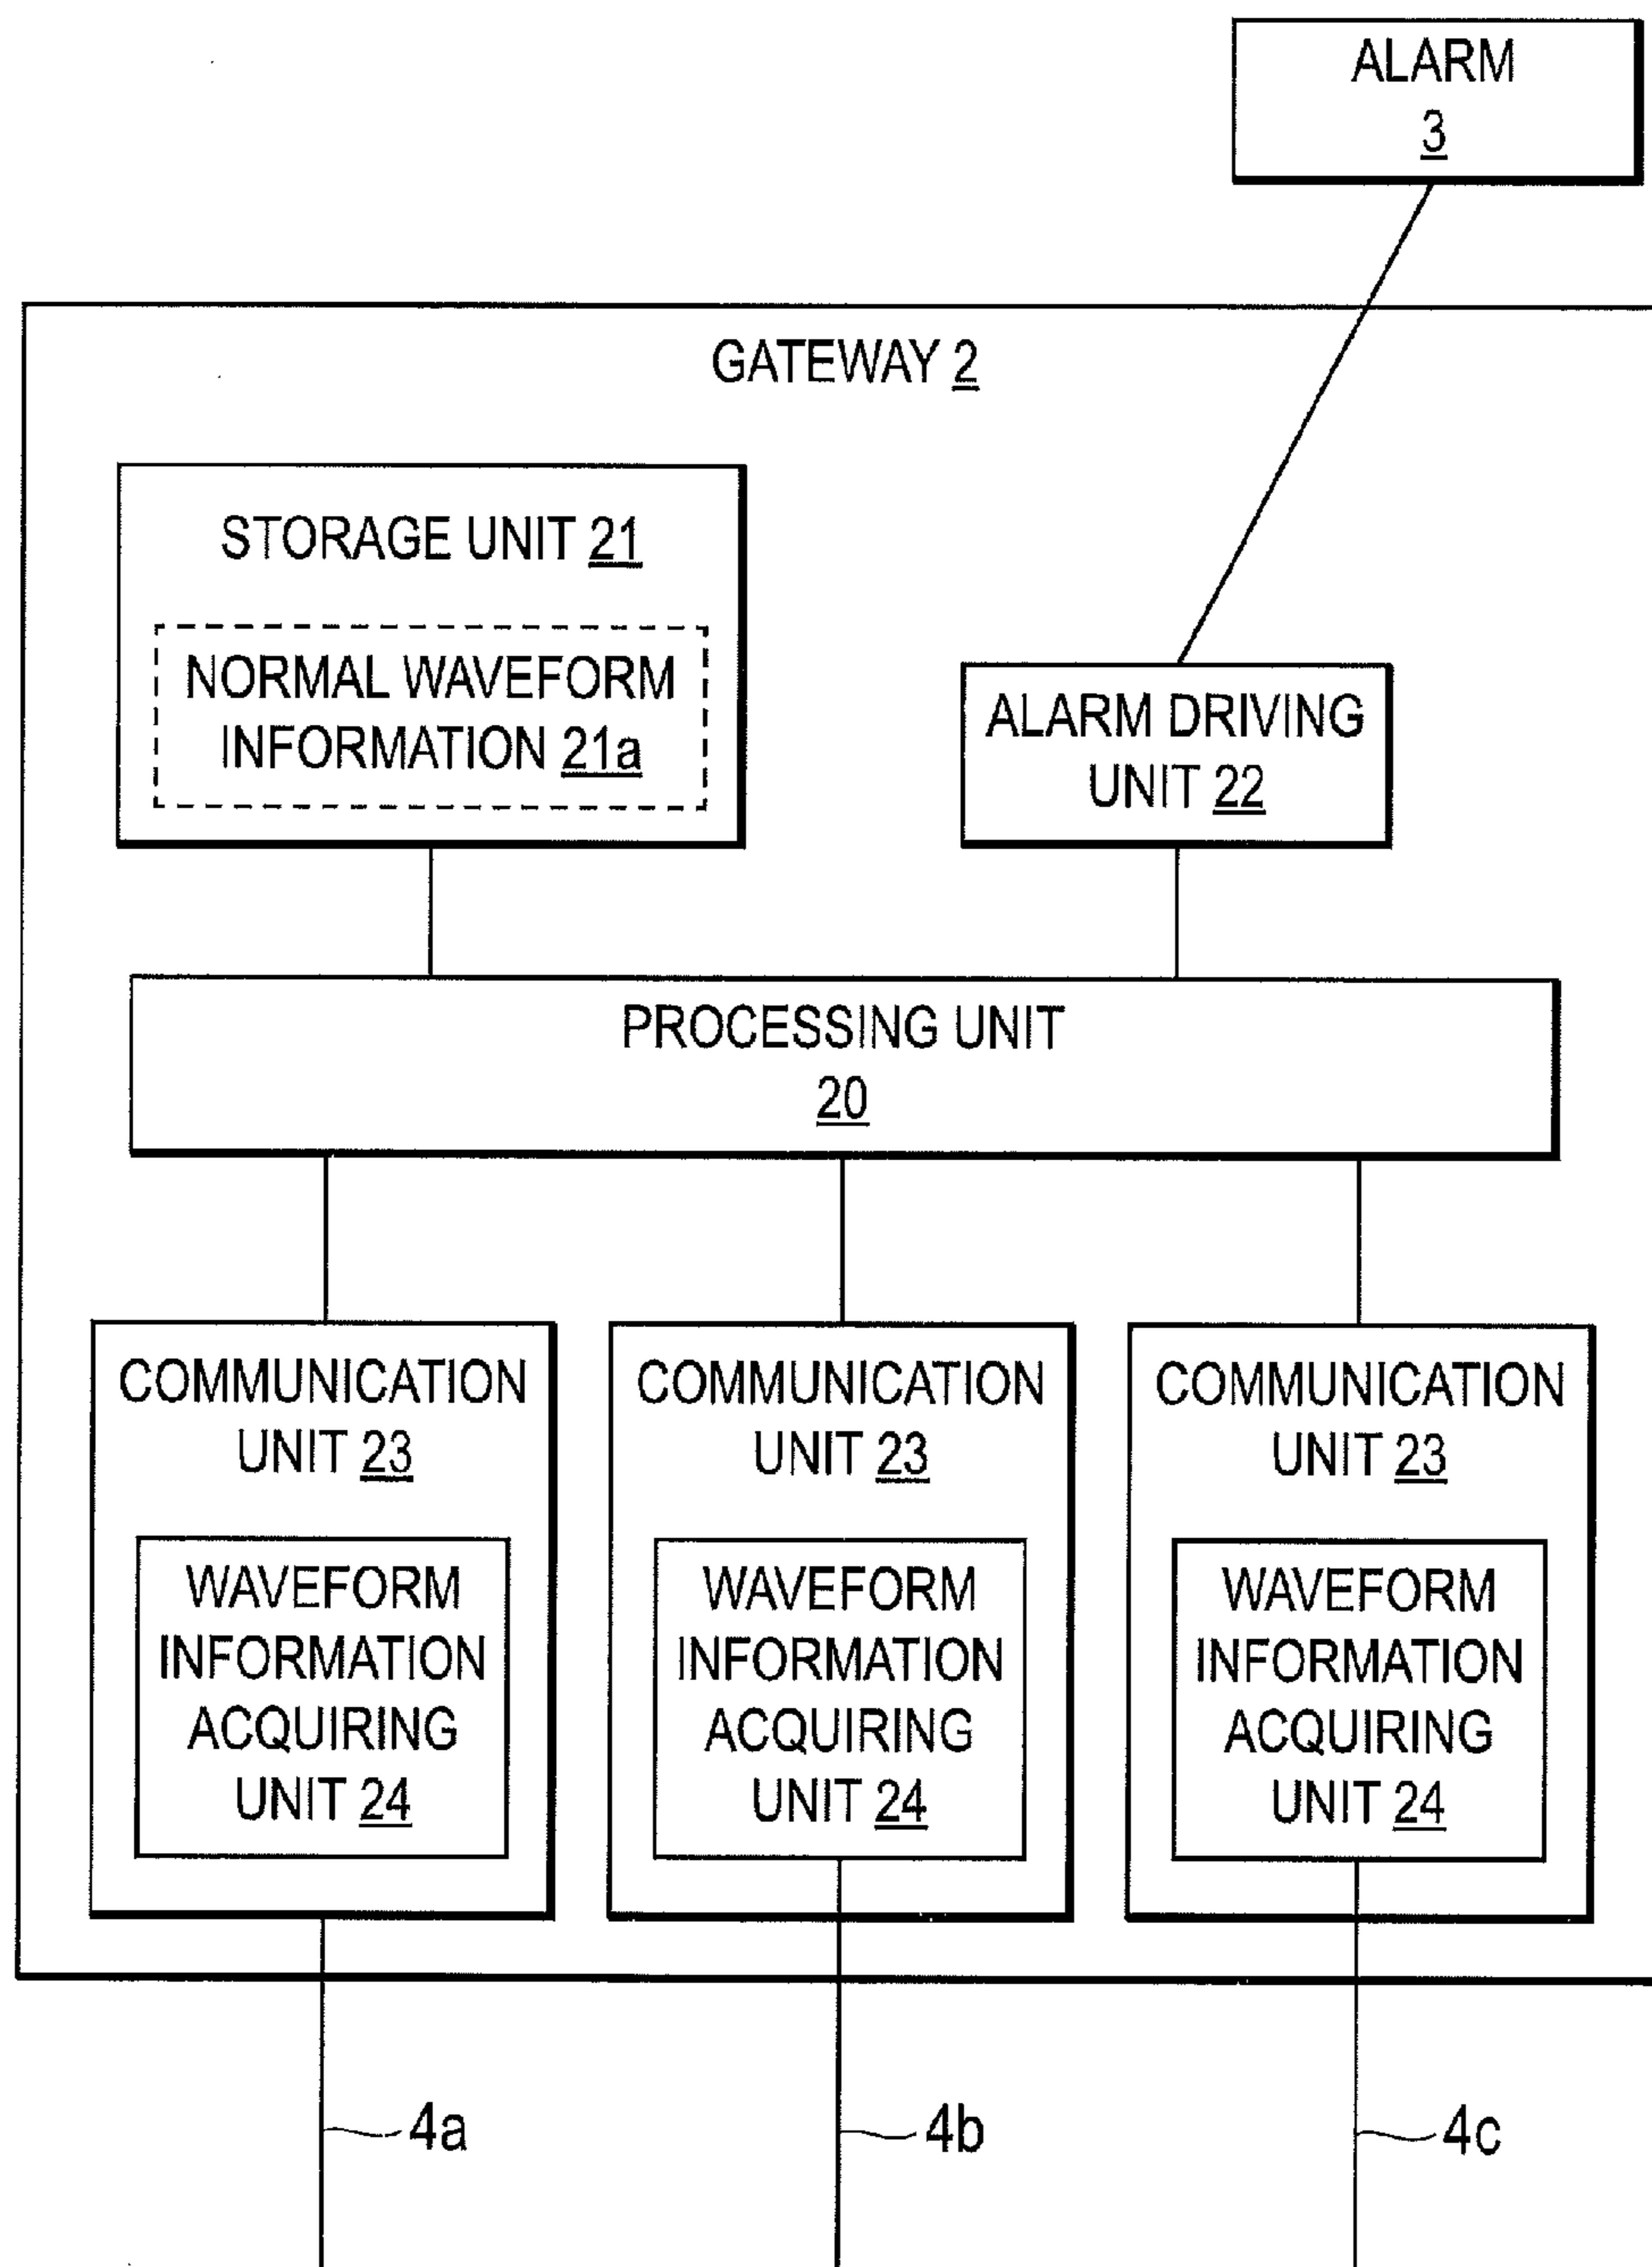 ALARM
3
GATEWAY 2
STORAGE UNIT 21
NORMAL WAVEFORM
INFORMATION 21a
ALARM DRIVING
UNIT 22
PROCESSING UNIT
20
COMMUNICATION
UNIT 23
WAVEFORM
INFORMATION
ACQUIRING
UNIT 24
COMMUNICATION
UNIT 23
WAVEFORM
INFORMATION
ACQUIRING
UNIT 24
COMMUNICATION
UNIT 23
WAVEFORM
INFORMATION
ACQUIRING
UNIT 24
4a
4b
4c